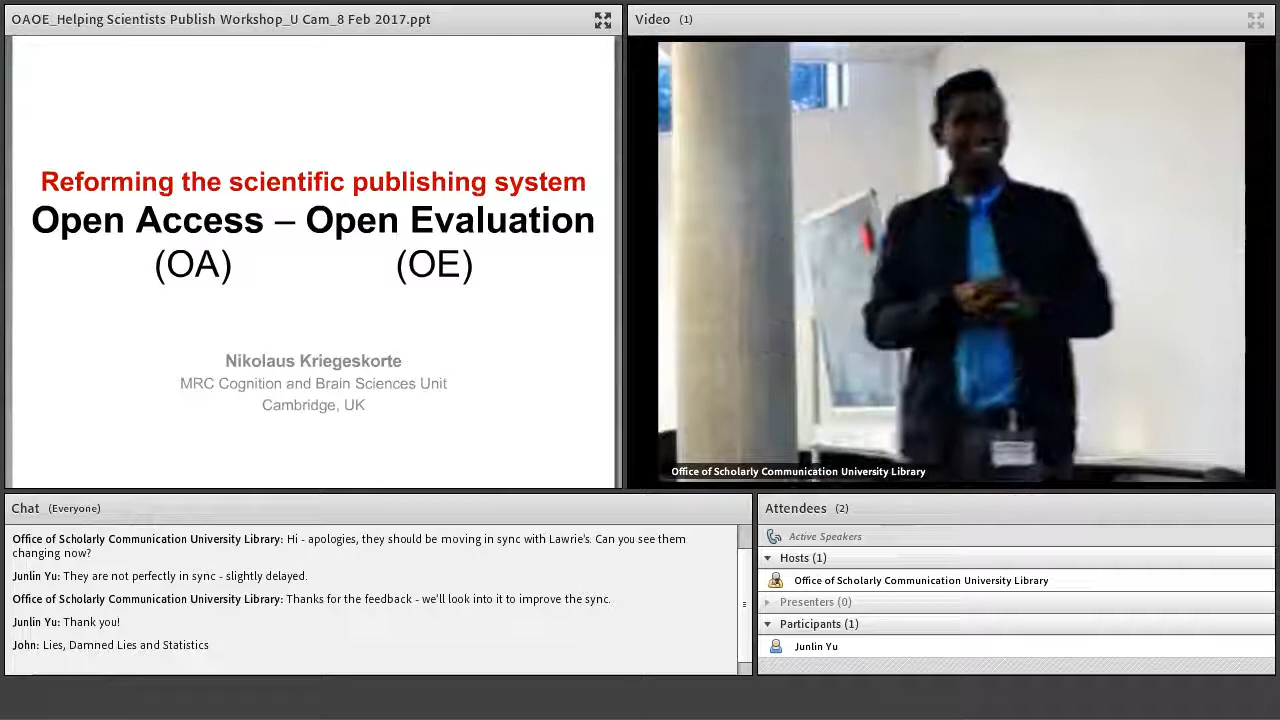 OAOE_Helping Scientists Publish Workshop_U Cam_8 Feb 2017.ppt
Reforming the scientific publishing system
Open Access – Open Evaluation
(OA) (OE)
Nikolaus Kriegeskorte
MRC Cognition and Brain Sciences Unit
Cambridge, UK
Video (1)
Office of Scholarly Communication University Library
Chat (Everyone)
Office of Scholarly Communication University Library: Hi - apologies, they should be moving in sync with Lawrie's. Can you see them
changing now?
Junlin Yu: They are not perfectly in sync - slightly delayed.
Office of Scholarly Communication University Library: Thanks for the feedback - we'll look into it to improve the sync.
Junlin Yu: Thank you!
John: Lies, Damned Lies and Statistics
Attendees (2)
Active Speakers
Hosts (1)
Office of Scholarly Communication University Library
Presenters (0)
Participants (1)
Junlin Yu